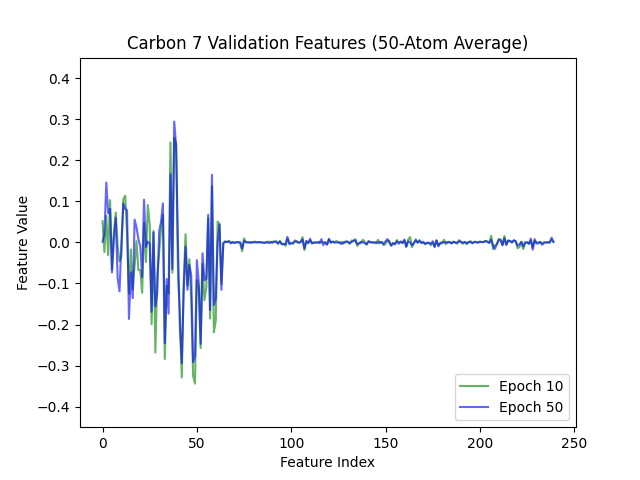 Carbon 7 Validation Features (50-Atom Average)
Feature Value
0.4
0.3
0.2
0.1
0.0
−0.1
−0.2
−0.3
−0.4
Epoch 10
Epoch 50
0 50 100 150 200 250
Feature Index